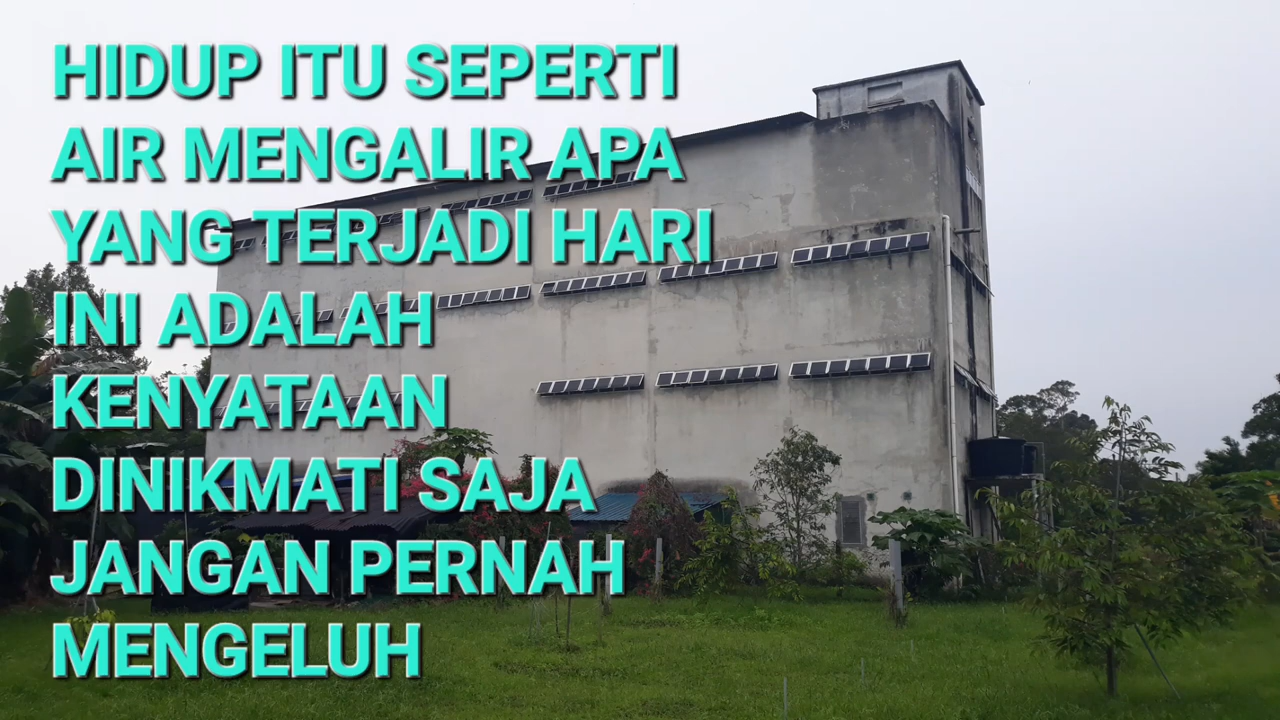 HIDUP ITU SEPERTI
AIR MENGALIR APA
YANG TERJADI HARI
INI ADALAH
KENYATAAN
DINIKMATI SAJA
JANGAN PERNAH
MENGELUH